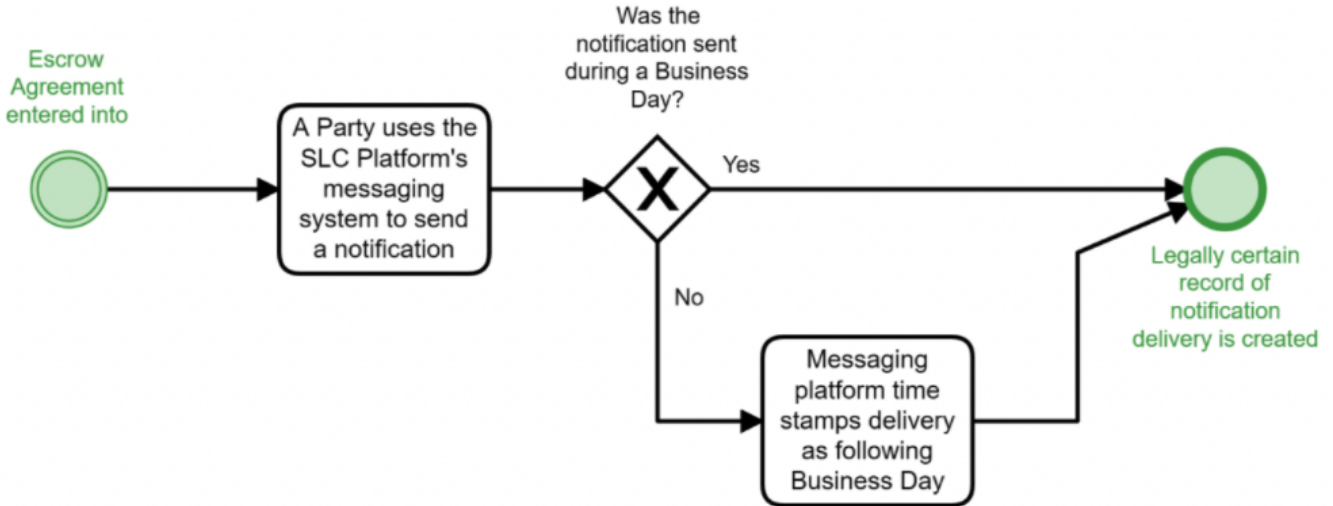 Escrow
Agreement
entered into
A Party uses the
SLC Platform's
messaging
system to send
a notification
Was the
notification sent
during a Business
Day?
X
Yes
No
Messaging
platform time
stamps delivery
as following
Business Day
Legally certain
record of
notification
delivery is created